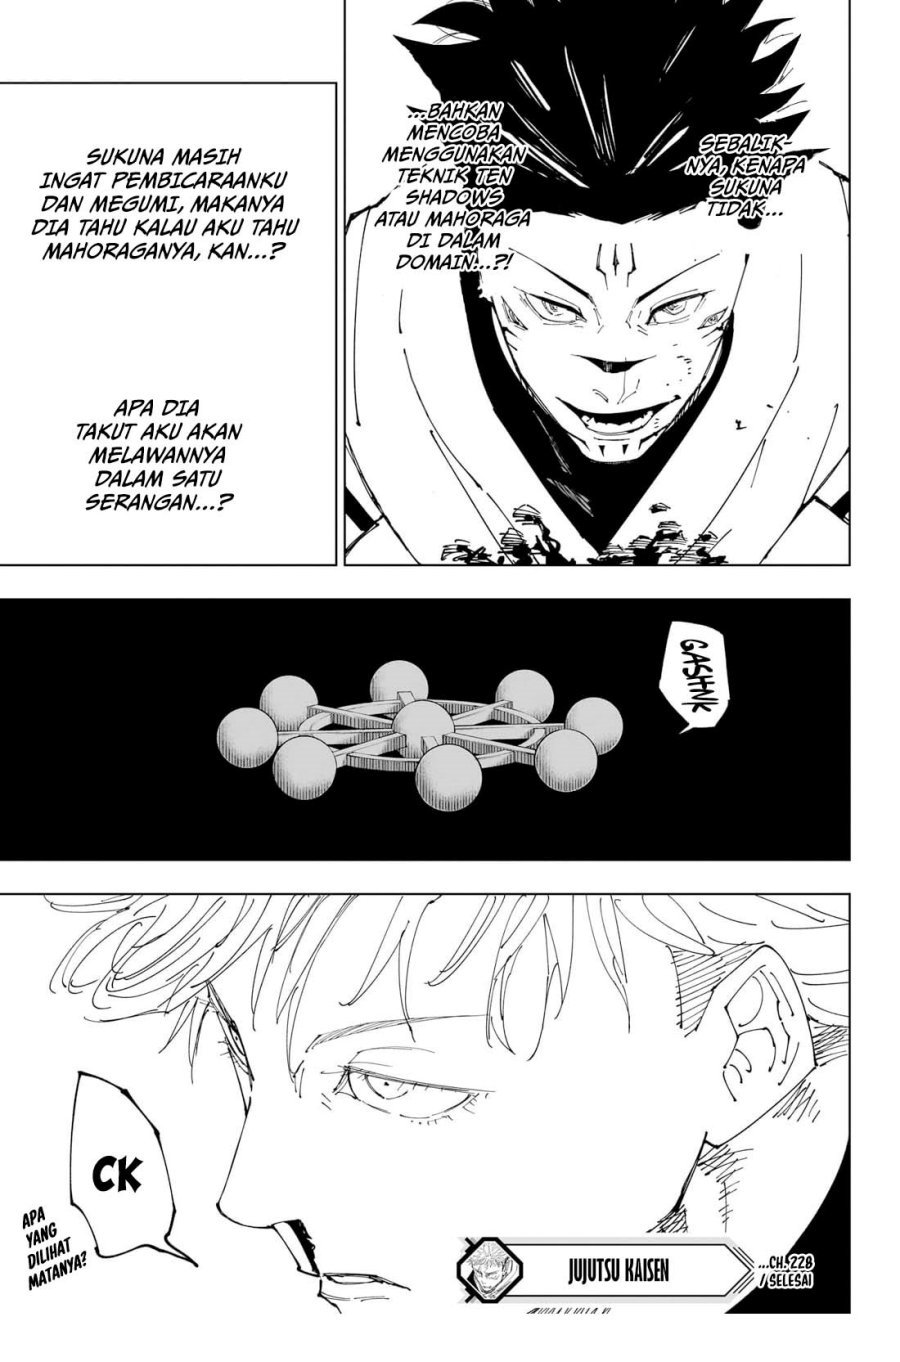 SEBALIK-
NYA, KENAPA
SUKUNA
TIDAK...
...BAHKAN
MENCOBA
MENGGUNAKAN
TEKNIK TEN
SHADOWS
ATAU MAHORAGA
DI DALAM
DOMAIN...?!
SUKUNA MASIH
INGAT PEMBICARAANKU
DAN MEGUMI, MAKANYA
DIA TAHU KALAU AKU TAHU
MAHORAGANYA, KAN...?
APA DIA
TAKUT AKU AKAN
MELAWANNYA
DALAM SATU
SERANGAN...?
GASHNK
CK
APA
YANG
DILIHAT
MATANYA?
JUJUTSU KAISEN
...CH. 228
/ SELESAI